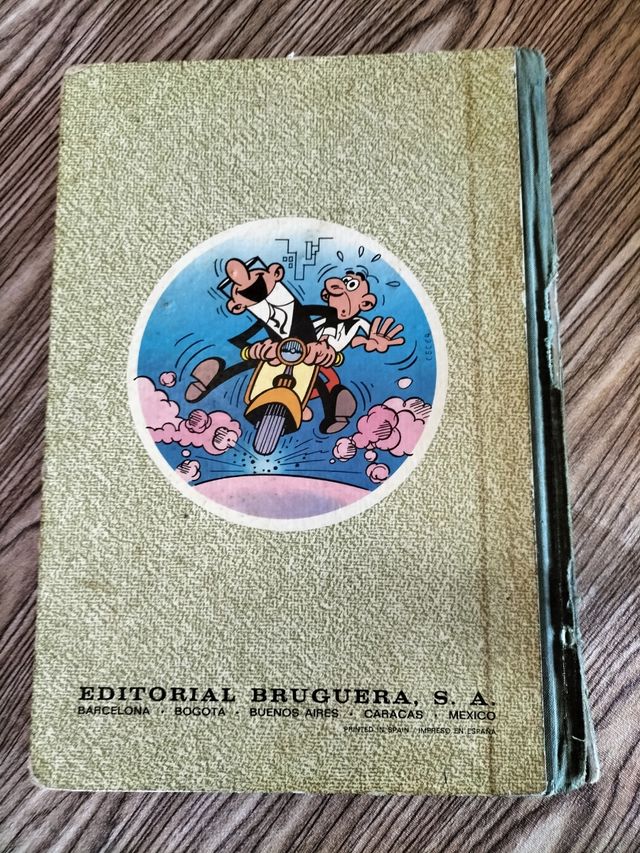 EDITORIAL BRUGUERA, S. A.
BARCELONA · BOGOTA · BUENOS AIRES · CARACAS · MEXICO
PRINTED IN SPAIN / IMPRESO EN ESPAÑA